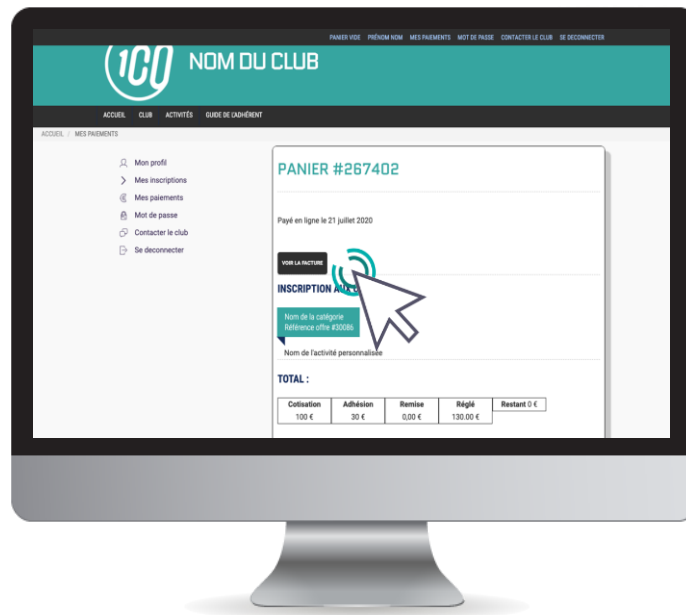 PANIER VIDE PRÉNOM NOM MES PAIEMENTS MOT DE PASSE CONTACTER LE CLUB SE DECONNECTER
100 NOM DU CLUB
ACCUEIL CLUB ACTIVITÉS GUIDE DE L'ADHÉRENT
ACCUEIL / MES PAIEMENTS
Mon profil
Mes inscriptions
Mes paiements
Mot de passe
Contacter le club
Se deconnecter
PANIER #267402
Payé en ligne le 21 juillet 2020
VOIR LA FACTURE
INSCRIPTION
Nom de la catégorie
Référence offre #30086
Nom de l'activité personnalisée
TOTAL :
Cotisation Adhésion Remise Réglé Restant 0 €
100 € 30 € 0,00 € 130.00 €